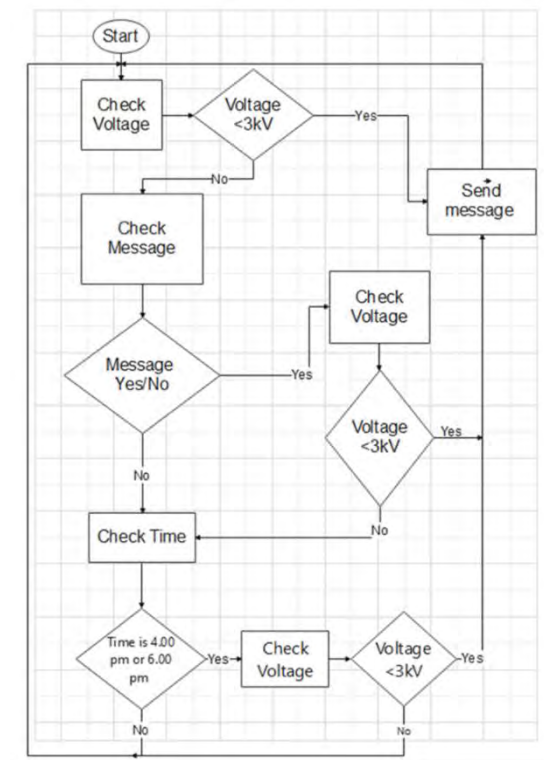 Start
Check
Voltage
Voltage
<3kV
Yes
No
Send
message
Check
Message
Check
Voltage
Message
Yes/No
Yes
Voltage
<3kV
Yes
No
No
Check Time
Time is 4.00
pm or 6.00
pm
Yes
Check
Voltage
Voltage
<3kV
Yes
No
No